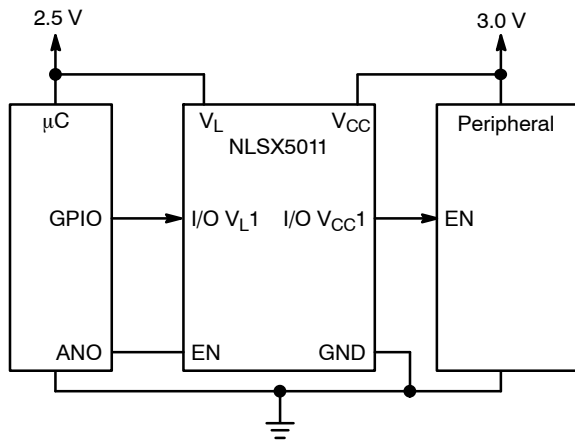 2.5 V 3.0 V
μC V_L V_CC Peripheral
NLSX5011
GPIO I/O V_L1 I/O V_CC1 EN
ANO EN GND